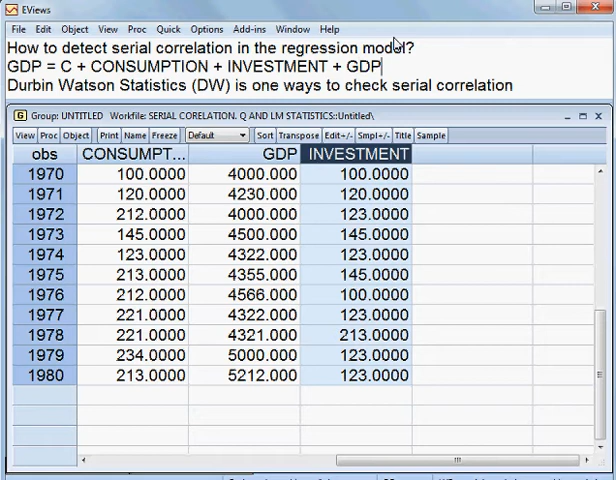 EViews
File Edit Object View Proc Quick Options Add-ins Window Help
How to detect serial correlation in the regression model?
GDP = C + CONSUMPTION + INVESTMENT + GDP
Durbin Watson Statistics (DW) is one ways to check serial correlation
G Group: UNTITLED Workfile: SERIAL CORELATION. Q AND LM STATISTICS::Untitled\
View Proc Object Print Name Freeze Default Sort Transpose Edit+/- Smpl+/- Title Sample
obs CONSUMPT... GDP INVESTMENT
1970 100.0000 4000.000 100.0000
1971 120.0000 4230.000 120.0000
1972 212.0000 4000.000 123.0000
1973 145.0000 4500.000 145.0000
1974 123.0000 4322.000 123.0000
1975 213.0000 4355.000 145.0000
1976 212.0000 4566.000 100.0000
1977 221.0000 4322.000 123.0000
1978 221.0000 4321.000 213.0000
1979 234.0000 5000.000 123.0000
1980 213.0000 5212.000 123.0000